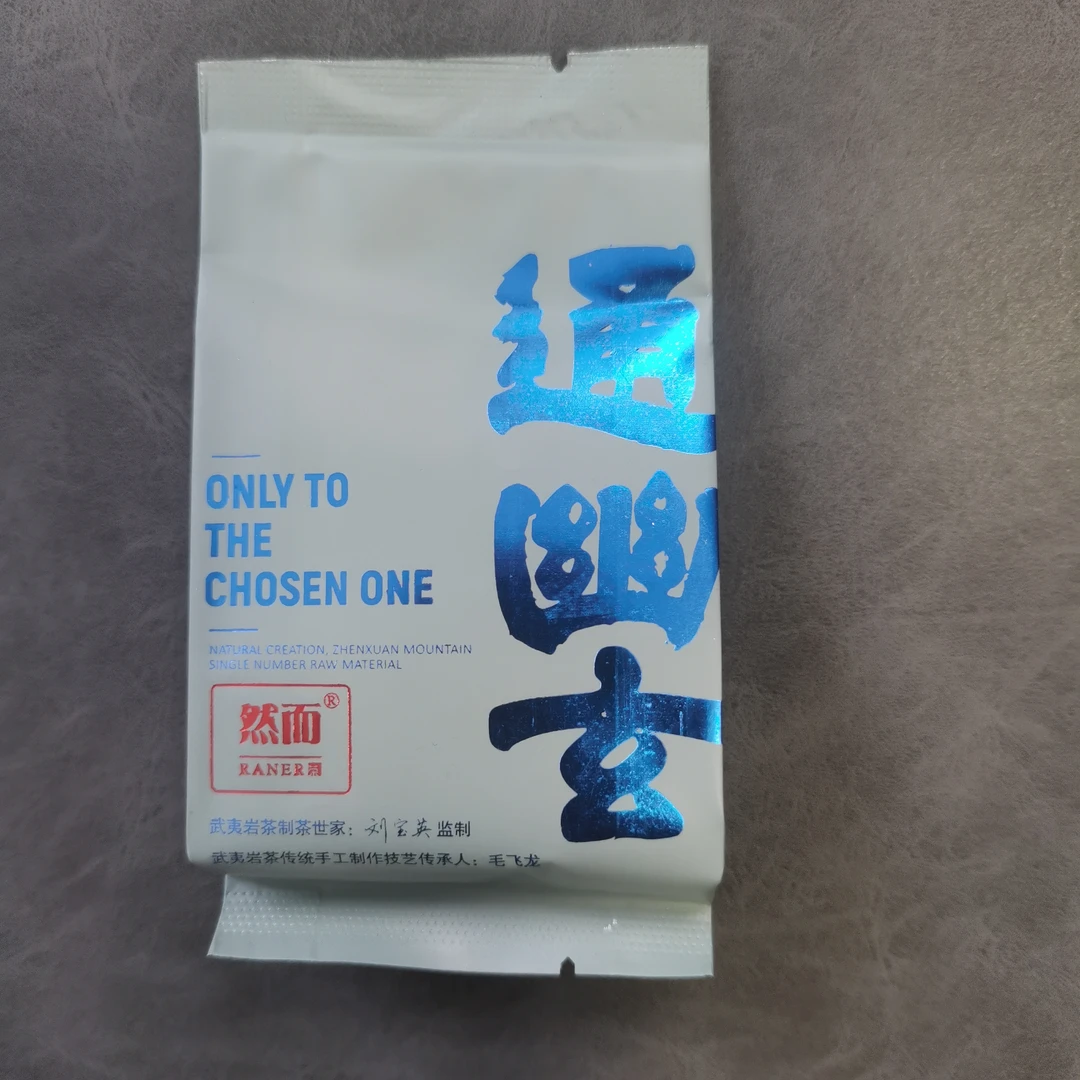 通幽玄
ONLY TO
THE
CHOSEN ONE
NATURAL CREATION, ZHENXUAN MOUNTAIN
SINGLE NUMBER RAW MATERIAL
然而®
RANER
武夷岩茶制茶世家：刘宝英监制
武夷岩茶传统手工制作技艺传承人：毛飞龙